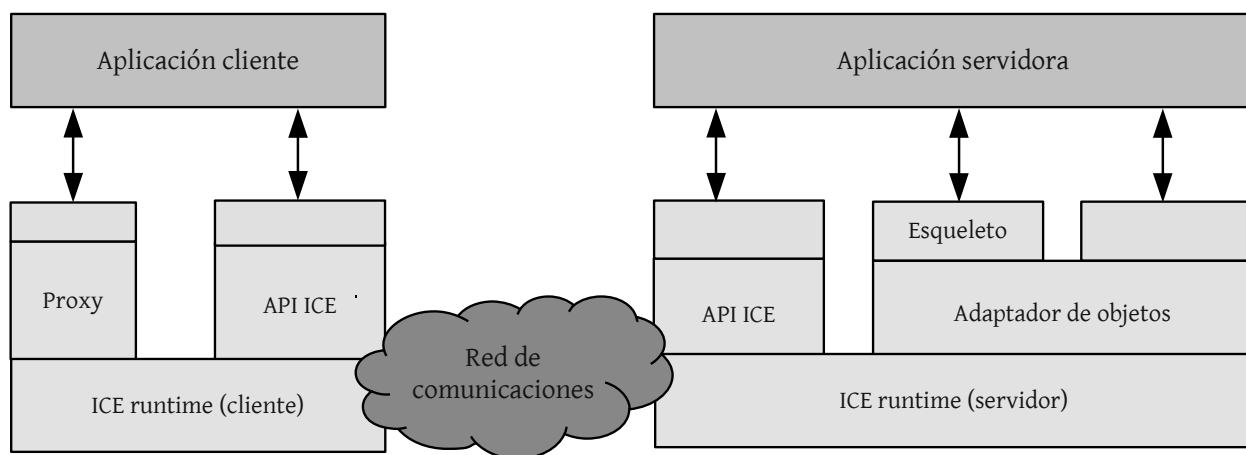 Aplicación cliente
Aplicación servidora
Esqueleto
Proxy
API ICE
API ICE
Adaptador de objetos
Red de
comunicaciones
ICE runtime (cliente)
ICE runtime (servidor)